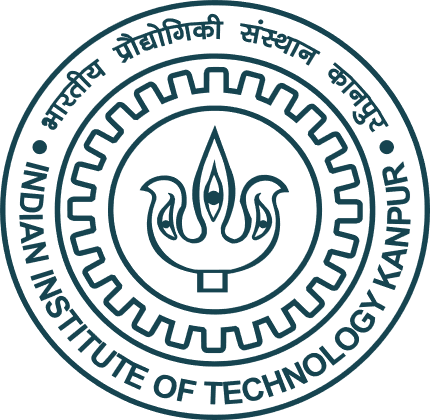 भारतीय प्रौद्योगिकी संस्थान कानपुर
INDIAN INSTITUTE OF TECHNOLOGY KANPUR